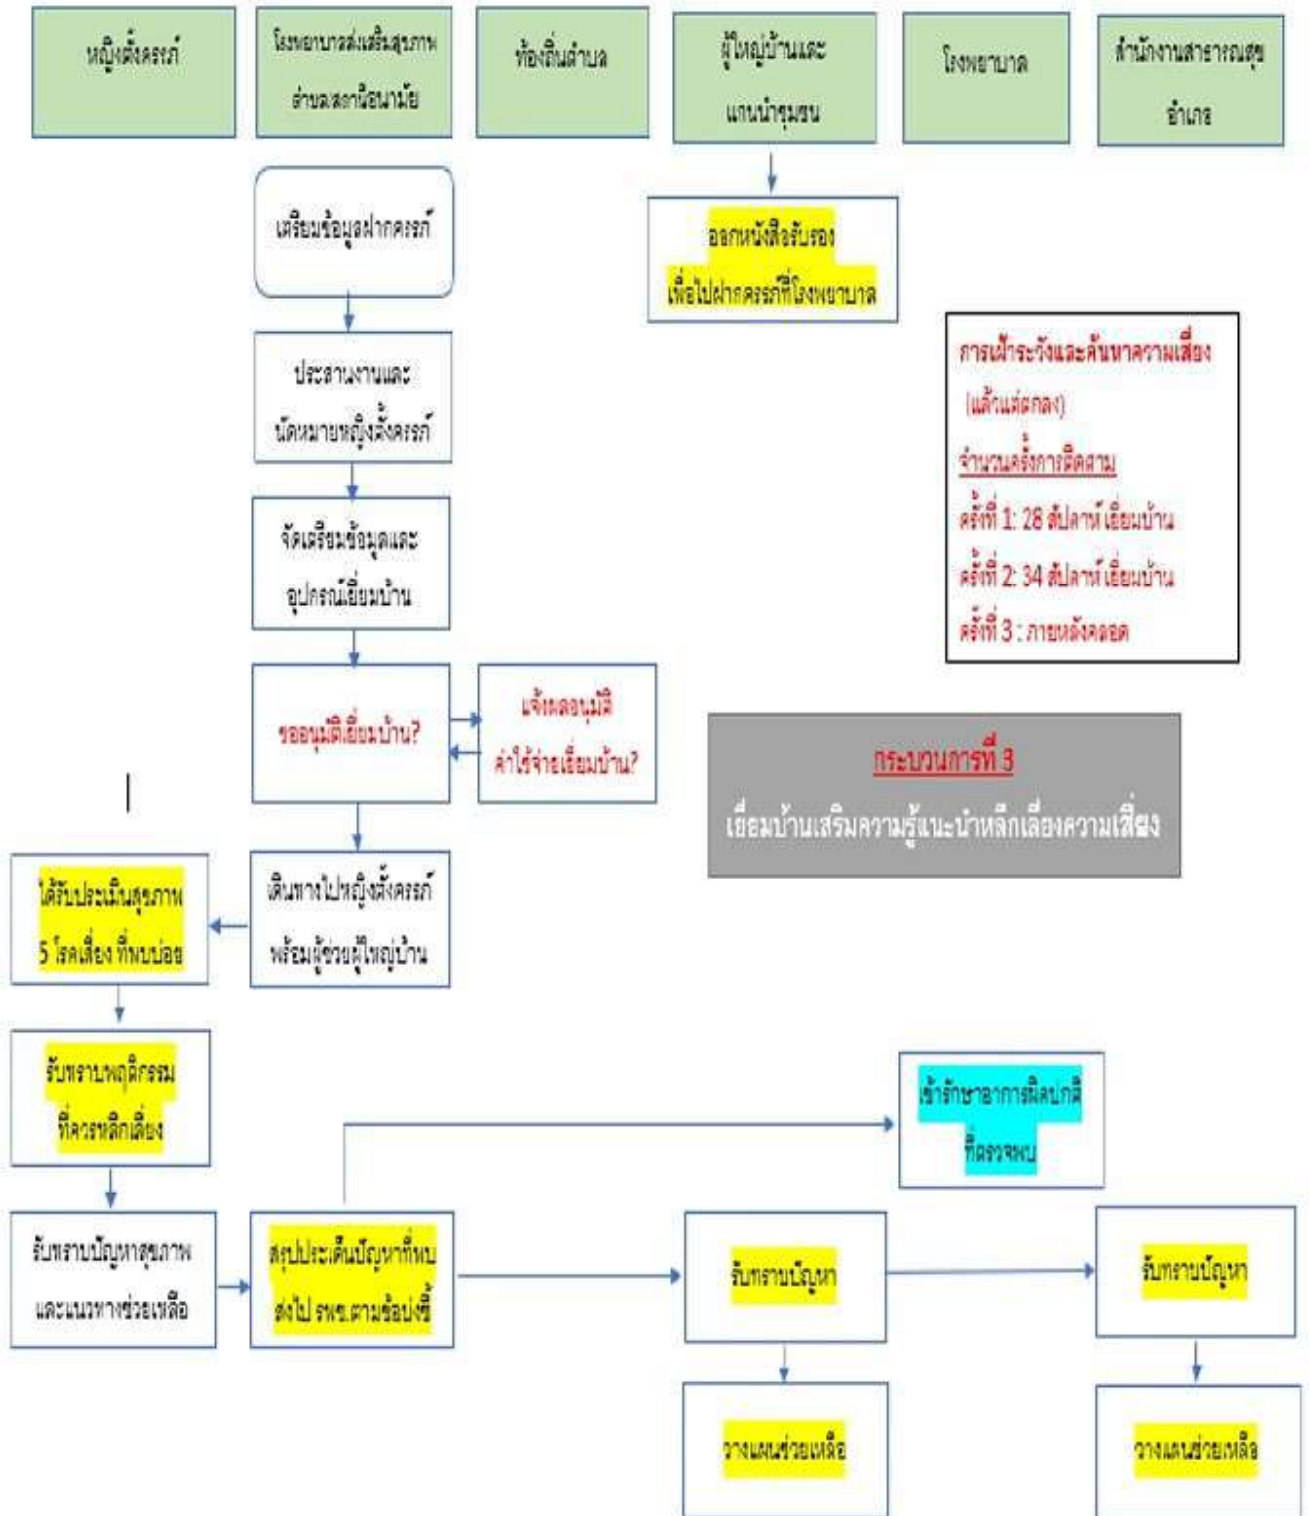 หญิงตั้งครรภ์
โรงพยาบาลส่งเสริมสุขภาพ
ตำบล/สถานีอนามัย
ท้องถิ่นตำบล
ผู้ใหญ่บ้านและ
แกนนำชุมชน
โรงพยาบาล
สำนักงานสาธารณสุข
อำเภอ
เตรียมข้อมูลฝากครรภ์
ออกหนังสือรับรอง
เพื่อไปฝากครรภ์ที่โรงพยาบาล
ประสานงานและ
นัดหมายหญิงตั้งครรภ์
การเฝ้าระวังและค้นหาความเสี่ยง
(แล้วแต่ตกลง)
จำนวนครั้งการติดตาม
ครั้งที่ 1: 28 สัปดาห์ เยี่ยมบ้าน
ครั้งที่ 2: 34 สัปดาห์ เยี่ยมบ้าน
ครั้งที่ 3 : ภายหลังคลอด
จัดเตรียมข้อมูลและ
อุปกรณ์เยี่ยมบ้าน
ขออนุมัติเยี่ยมบ้าน?
แจ้งผลอนุมัติ
ค่าใช้จ่ายเยี่ยมบ้าน?
กระบวนการที่ 3
เยี่ยมบ้านเสริมความรู้แนะนำหลีกเลี่ยงความเสี่ยง
ได้รับประเมินสุขภาพ
5 โรคเสี่ยง ที่พบบ่อย
เดินทางไปหญิงตั้งครรภ์
พร้อมผู้ช่วยผู้ใหญ่บ้าน
รับทราบพฤติกรรม
ที่ควรหลีกเลี่ยง
เข้ารักษาอาการผิดปกติ
ที่ตรวจพบ
รับทราบปัญหาสุขภาพ
และแนวทางช่วยเหลือ
สรุปประเด็นปัญหาที่พบ
ส่งไป รพช.ตามข้อบ่งชี้
รับทราบปัญหา
รับทราบปัญหา
วางแผนช่วยเหลือ
วางแผนช่วยเหลือ